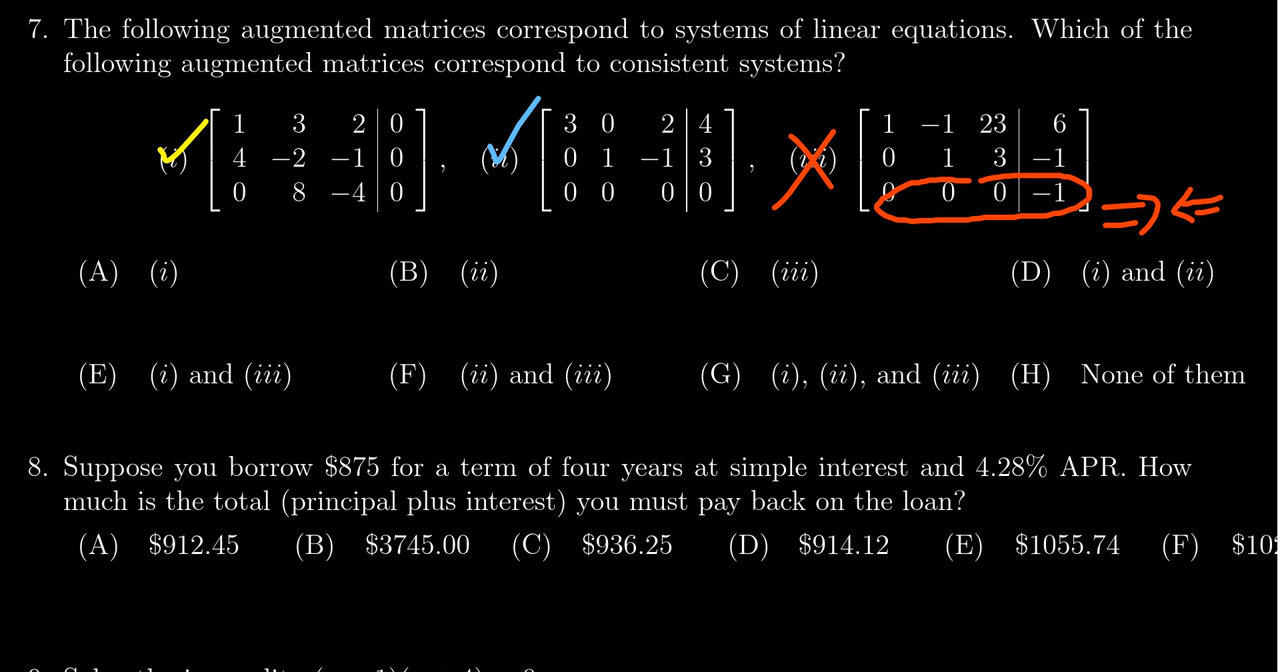 7. The following augmented matrices correspond to systems of linear equations. Which of the
following augmented matrices correspond to consistent systems?
(i) [ 1 3 2 | 0 ] , (ii) [ 3 0 2 | 4 ] , (iii) [ 1 −1 23 | 6 ]
[ 4 −2 −1 | 0 ] [ 0 1 −1 | 3 ] [ 0 1 3 | −1 ]
[ 0 8 −4 | 0 ] [ 0 0 0 | 0 ] [ 0 0 0 | −1 ] ⇒⇐
(A) (i) (B) (ii) (C) (iii) (D) (i) and (ii)
(E) (i) and (iii) (F) (ii) and (iii) (G) (i), (ii), and (iii) (H) None of them
8. Suppose you borrow $875 for a term of four years at simple interest and 4.28% APR. How
much is the total (principal plus interest) you must pay back on the loan?
(A) $912.45 (B) $3745.00 (C) $936.25 (D) $914.12 (E) $1055.74 (F)